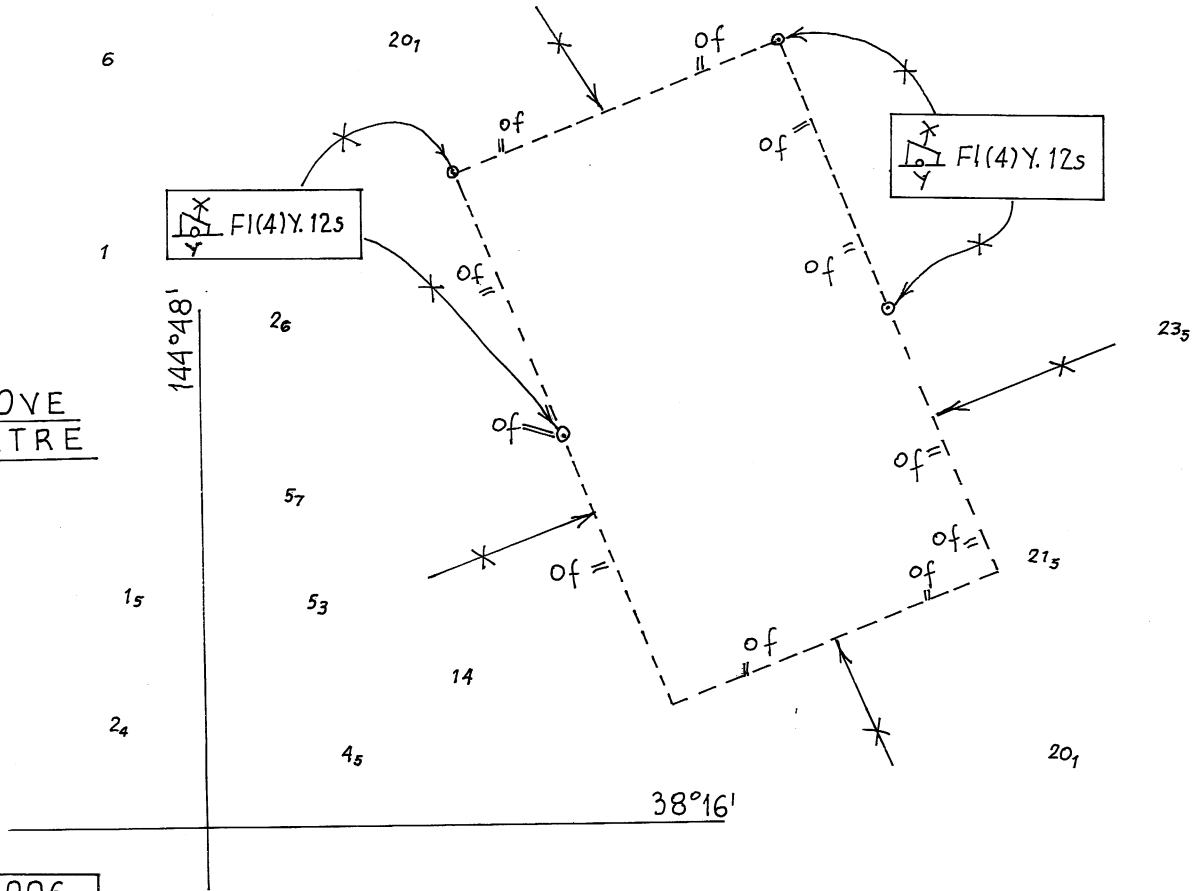 6
20₁
of
of
of
Fl(4)Y.12s
Y
Fl(4)Y.12s
Y
1
of
of
144°48'
2₆
23₅
OVE
TRE
of
of
5₇
of
of
21₅
of
1₅
5₃
of
14
2₄
4₅
20₁
38°16'